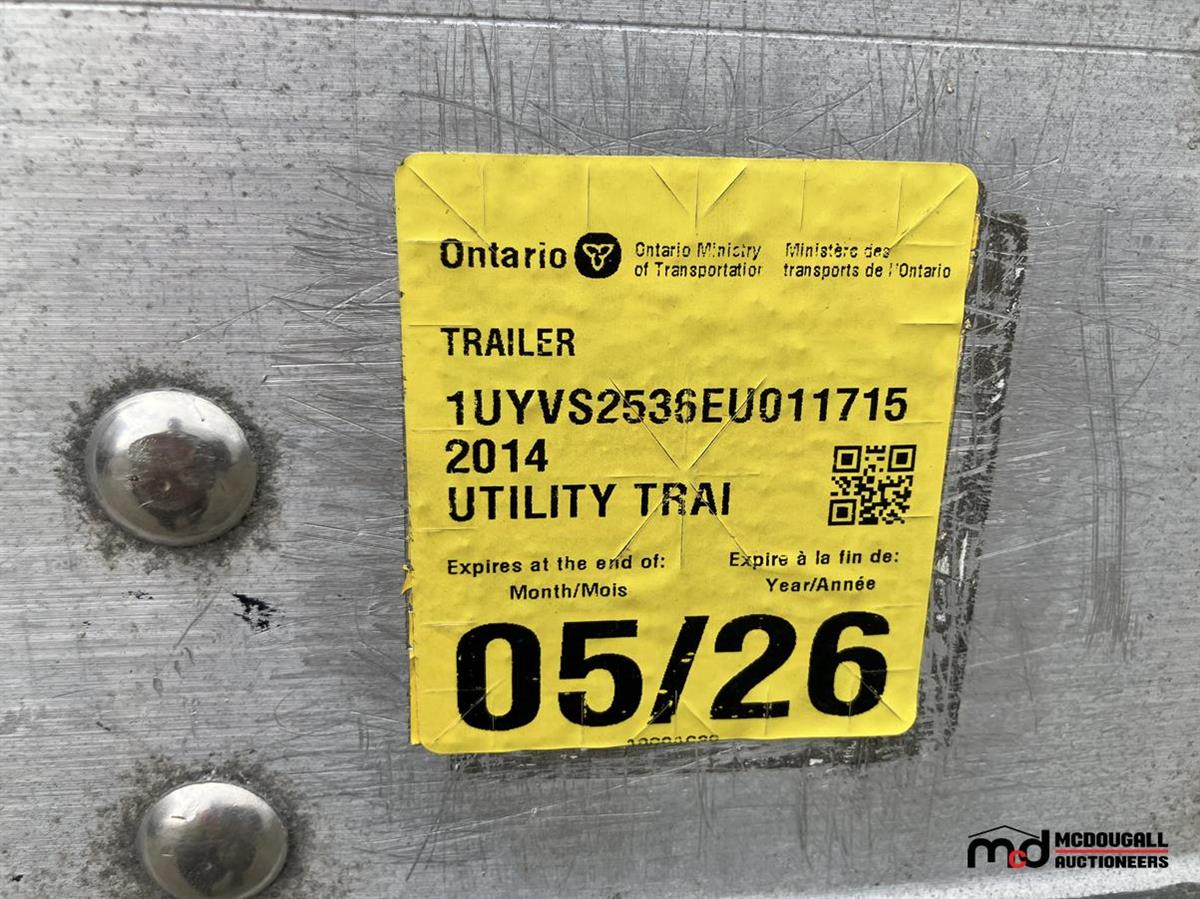 Ontario
Ontario Ministry
of Transportation
Ministère des
transports de l'Ontario
TRAILER
1UYVS2536EU011715
2014
UTILITY TRAI
Expires at the end of:
Month/Mois
Expire à la fin de:
Year/Année
05/26
mcd
MCDOUGALL
AUCTIONEERS